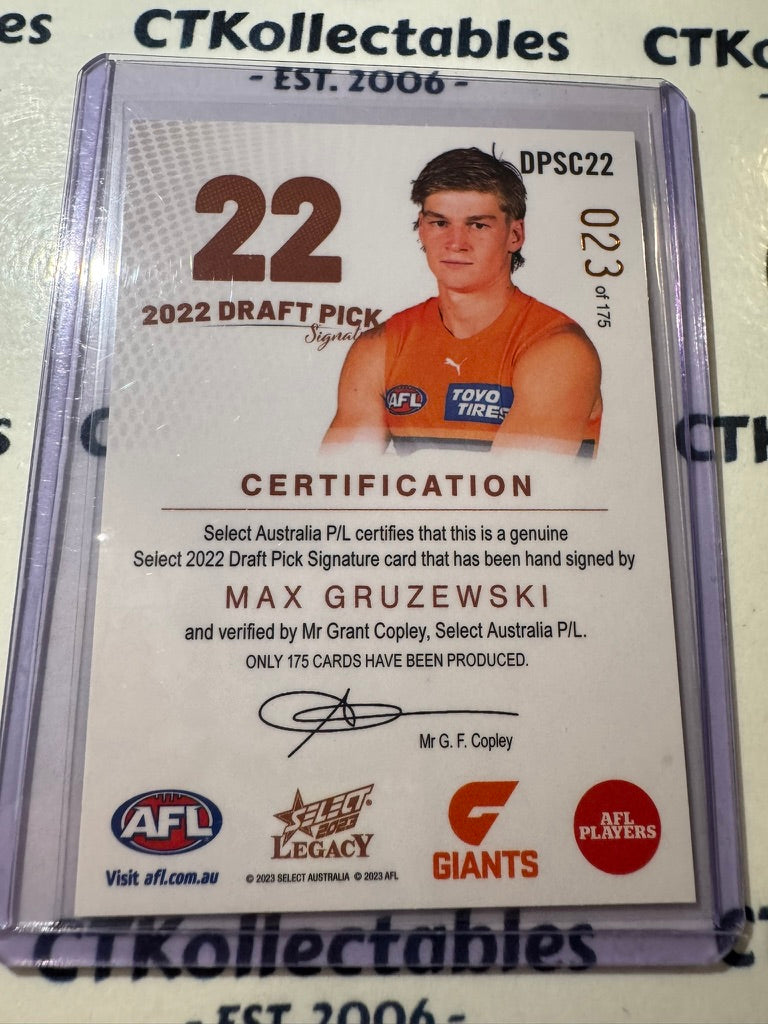 CTKollectables
CTKo
- EST. 2006 -
DPSC22
22
023 of 175
2022 DRAFT PICK
AFL
TOYO
TIRES
CERTIFICATION
Select Australia P/L certifies that this is a genuine
Select 2022 Draft Pick Signature card that has been hand signed by
MAX GRUZEWSKI
and verified by Mr Grant Copley, Select Australia P/L.
ONLY 175 CARDS HAVE BEEN PRODUCED.
Mr G. F. Copley
AFL
Visit afl.com.au
SELECT
2023
LEGACY
© 2023 SELECT AUSTRALIA © 2023 AFL
GIANTS
AFL
PLAYERS
CTKollectables
- EST. 2006 -